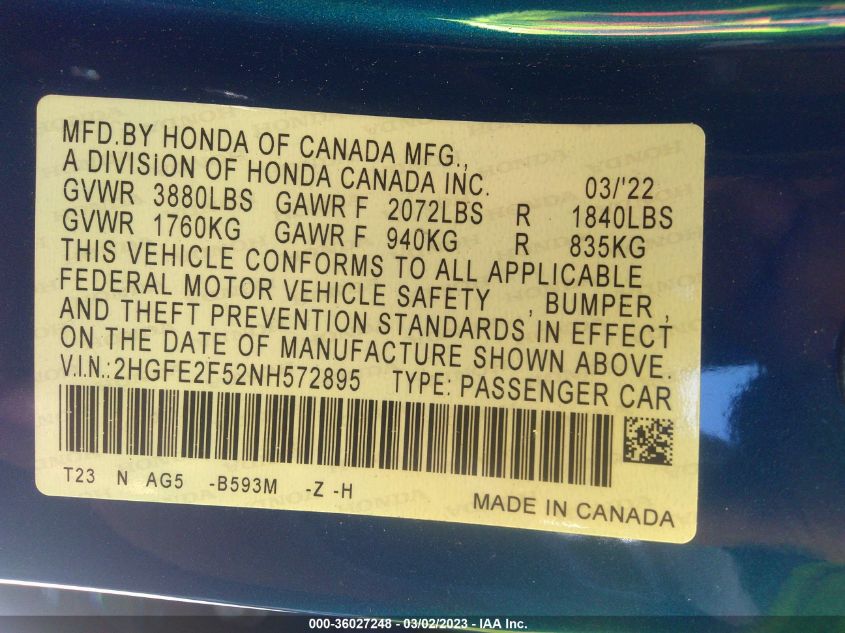 MFD.BY HONDA OF CANADA MFG.,
A DIVISION OF HONDA CANADA INC. 03/'22
GVWR 3880LBS GAWR F 2072LBS R 1840LBS
GVWR 1760KG GAWR F 940KG R 835KG
THIS VEHICLE CONFORMS TO ALL APPLICABLE
FEDERAL MOTOR VEHICLE SAFETY , BUMPER ,
AND THEFT PREVENTION STANDARDS IN EFFECT
ON THE DATE OF MANUFACTURE SHOWN ABOVE.
V.I.N.:2HGFE2F52NH572895 TYPE: PASSENGER CAR
T23 N AG5 -B593M -Z -H
MADE IN CANADA
000-36027248 - 03/02/2023 - IAA Inc.